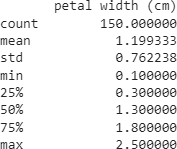 petal width (cm)
count 150.000000
mean 1.199333
std 0.762238
min 0.100000
25% 0.300000
50% 1.300000
75% 1.800000
max 2.500000